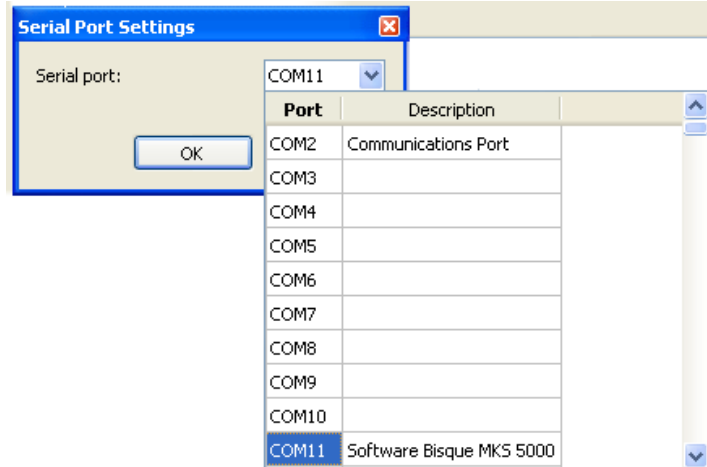 Serial Port Settings
Serial port: COM11
Port Description
COM2 Communications Port
OK
COM3
COM4
COM5
COM6
COM7
COM8
COM9
COM10
COM11 Software Bisque MKS 5000